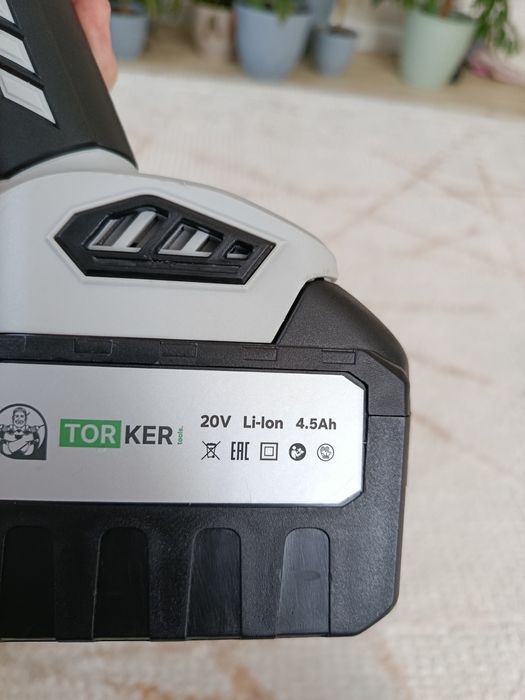 TORKER tools.
20V Li-Ion 4.5Ah
EAC